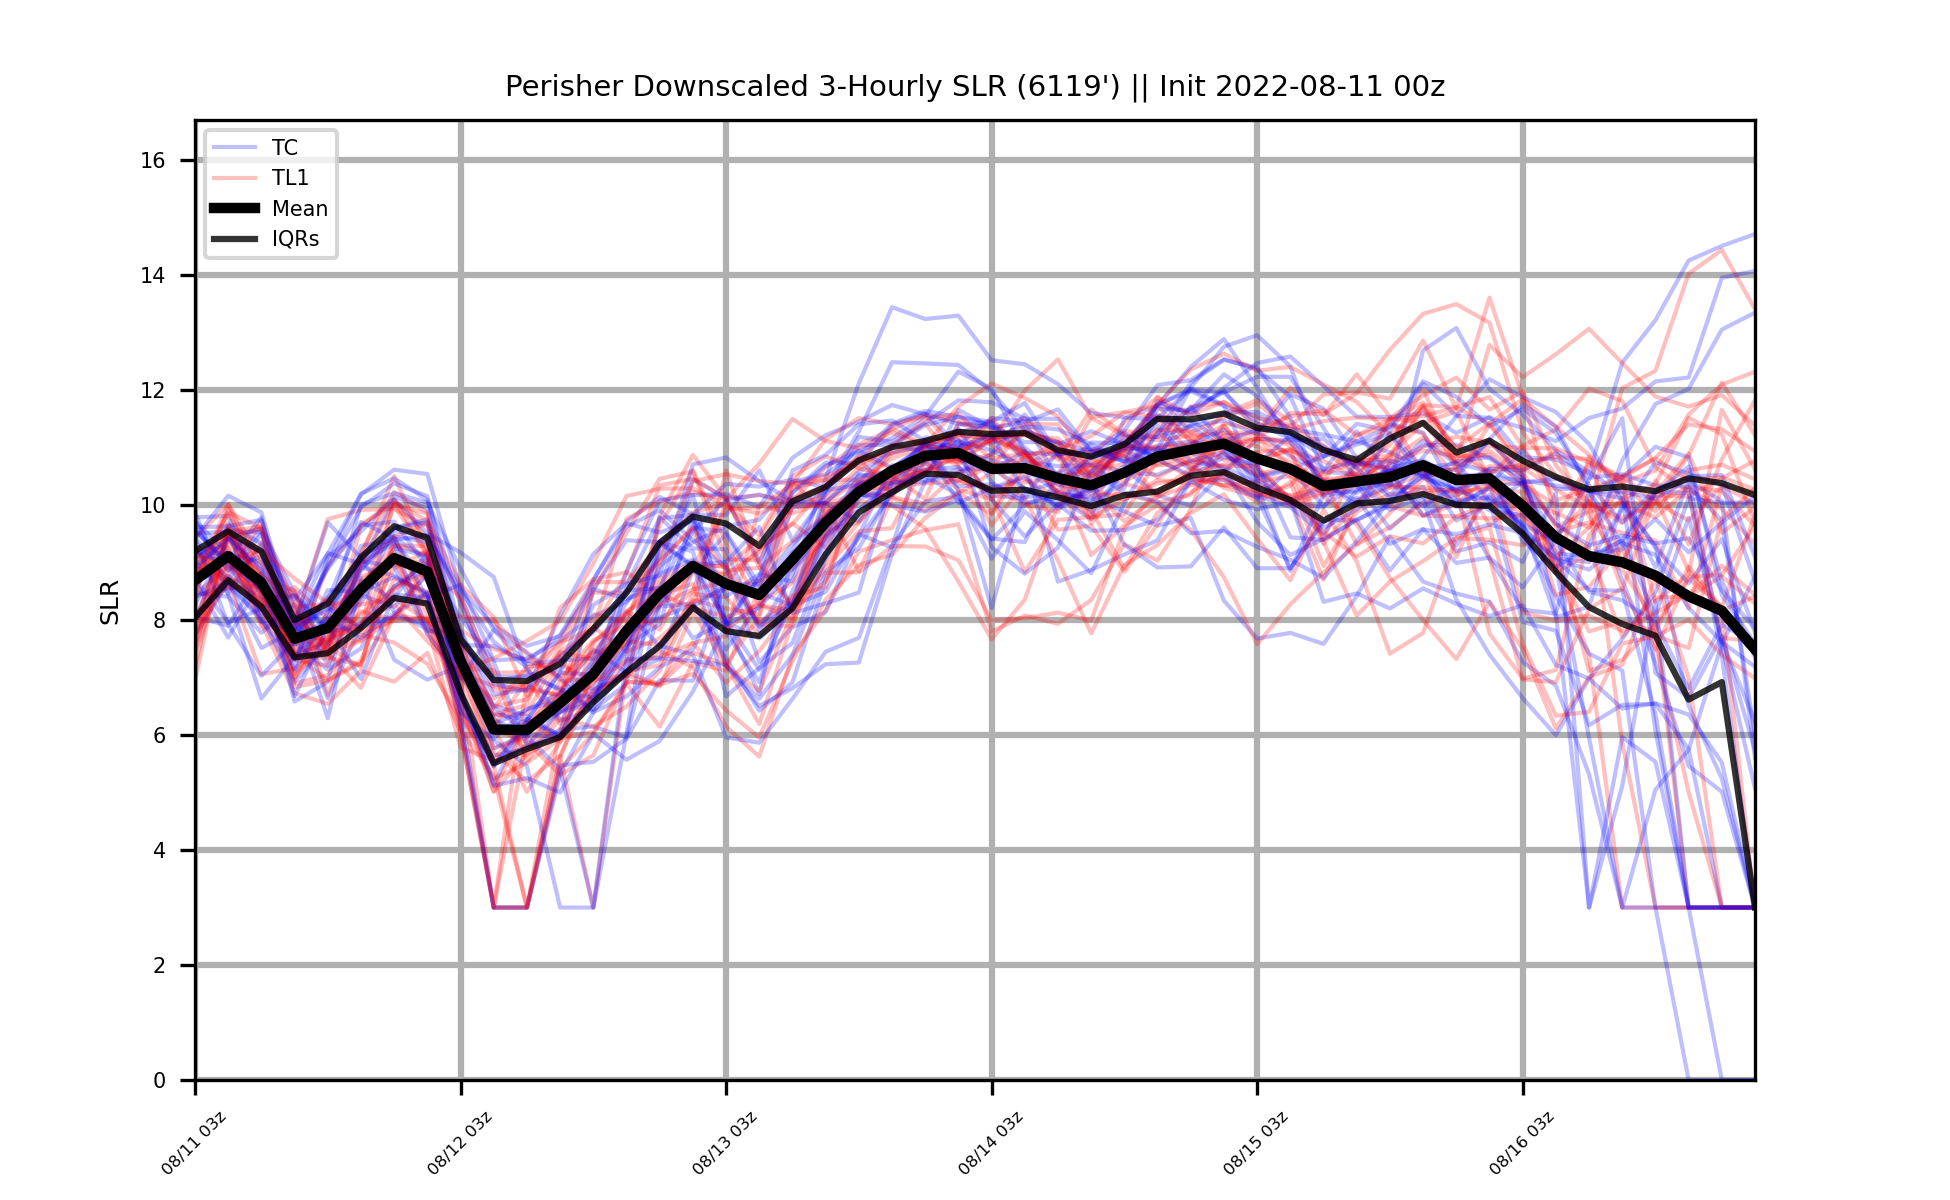 Perisher Downscaled 3-Hourly SLR (6119') || Init 2022-08-11 00z
TC
TL1
Mean
IQRs
16
14
12
10
8
6
4
2
0
SLR
08/11 03z
08/12 03z
08/13 03z
08/14 03z
08/15 03z
08/16 03z